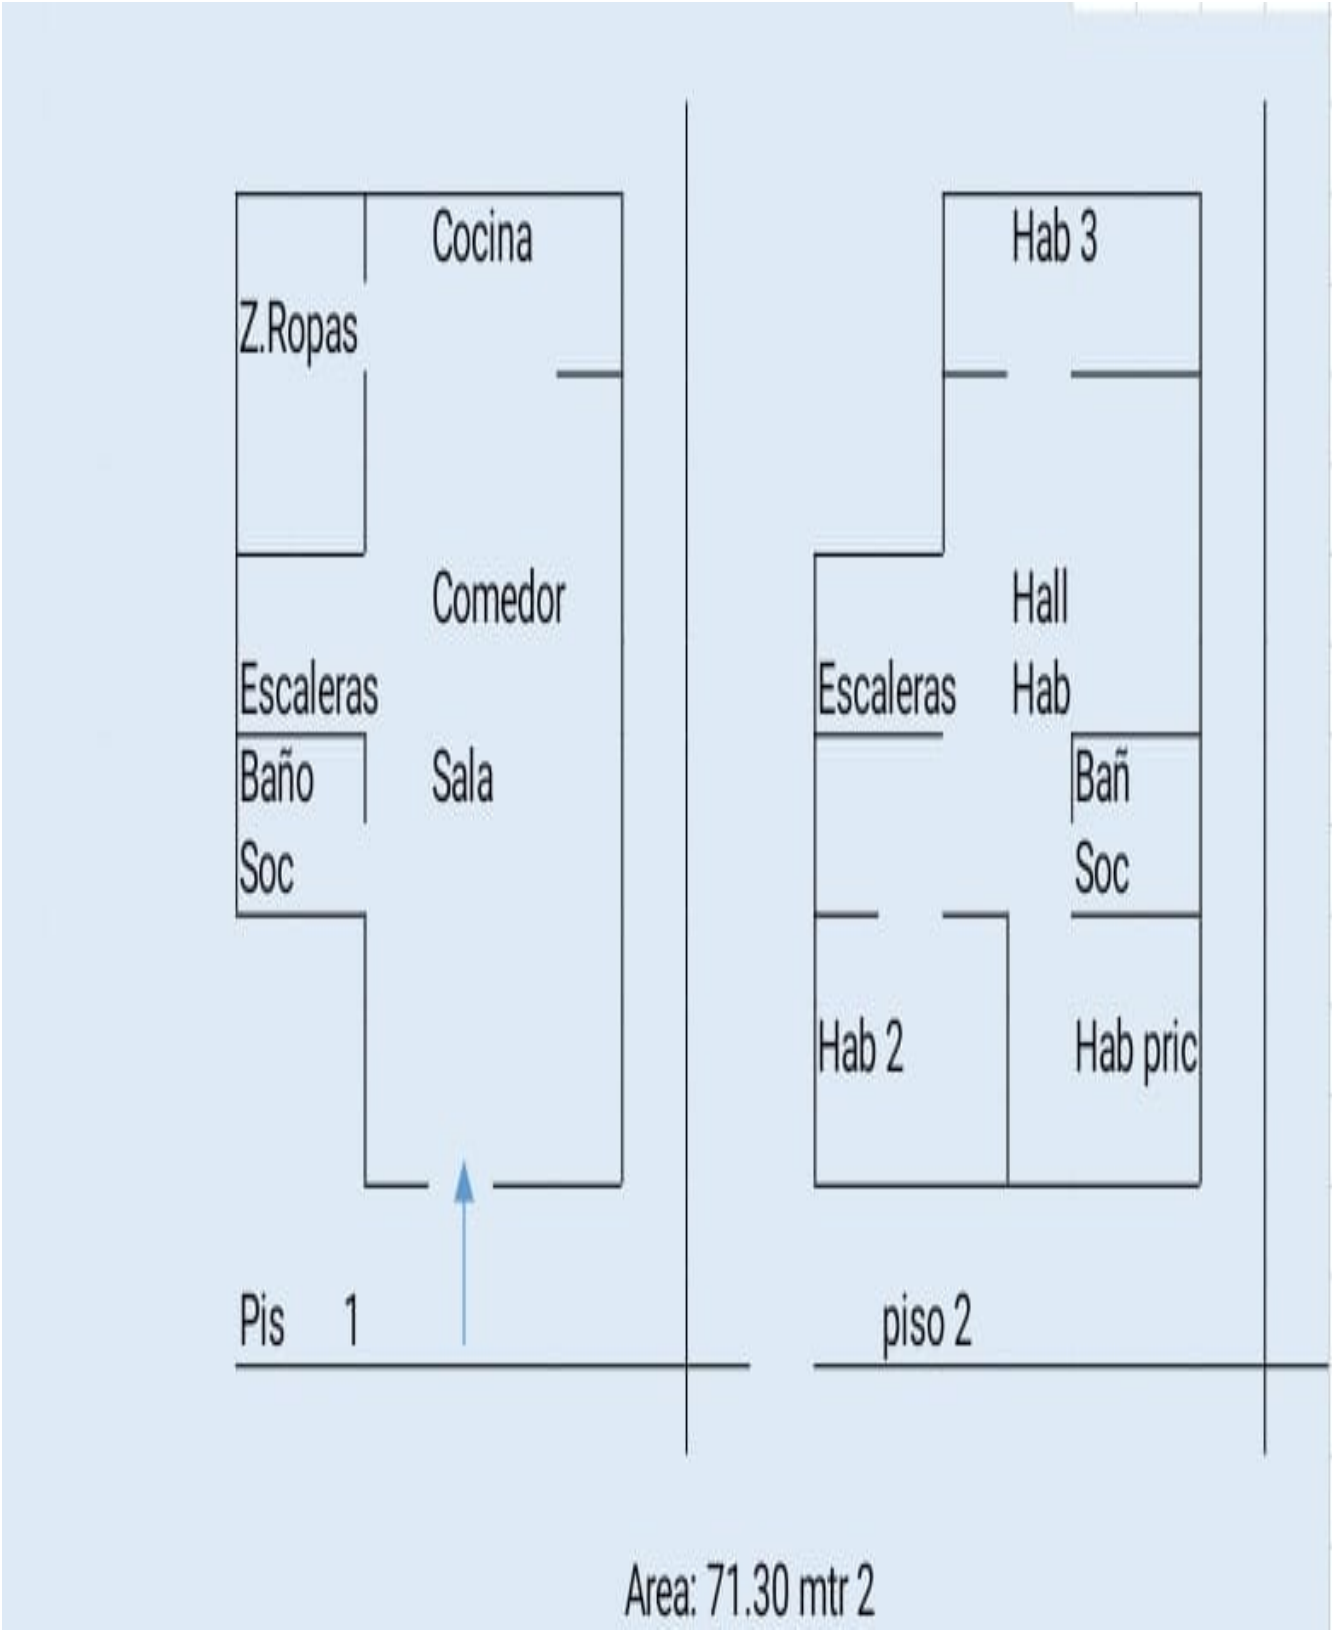 Cocina
Z.Ropas
Comedor
Escaleras
Baño
Sala
Soc
Pis 1
Hab 3
Hall
Escaleras
Hab
Bañ
Soc
Hab 2
Hab pric
piso 2
Area: 71.30 mtr 2